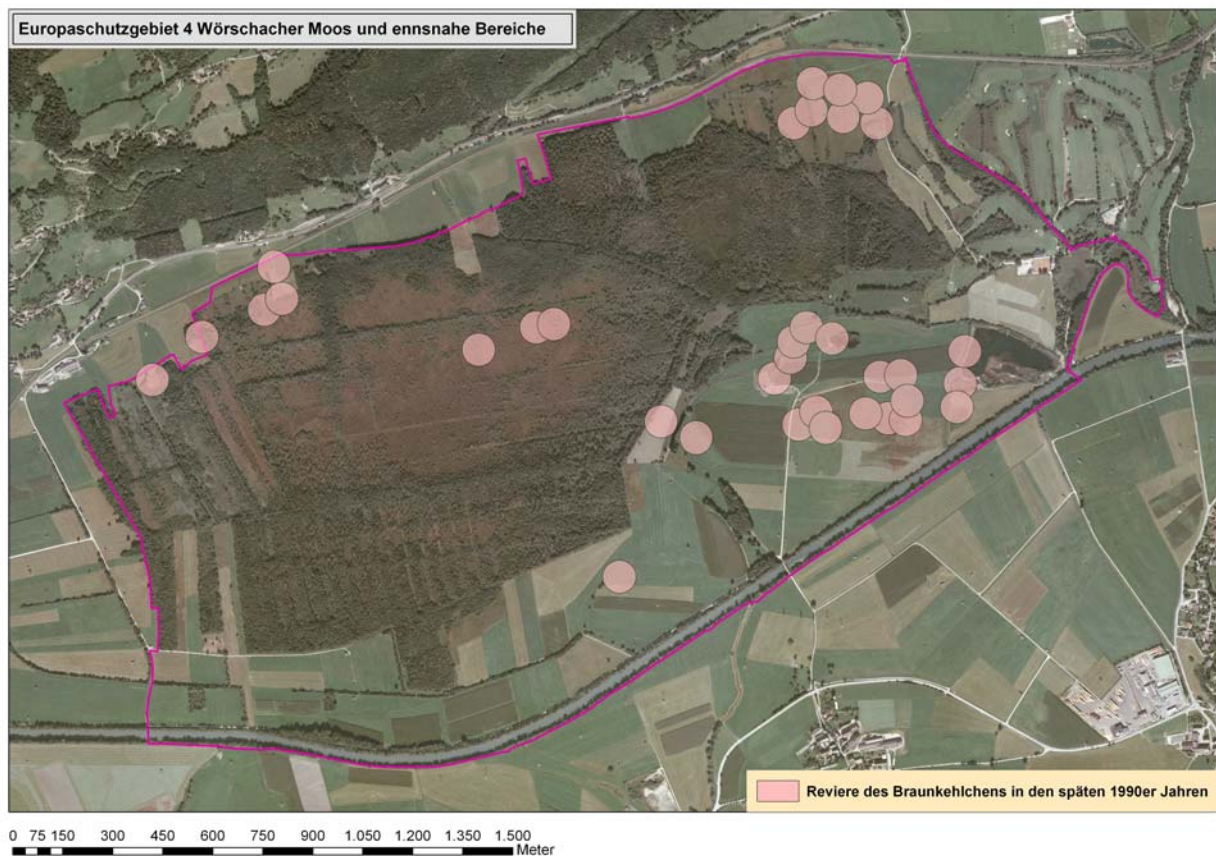 Europaschutzgebiet 4 Wörschacher Moos und ennsnahe Bereiche
Reviere des Braunkehlchens in den späten 1990er Jahren
0 75 150 300 450 600 750 900 1.050 1.200 1.350 1.500
Meter